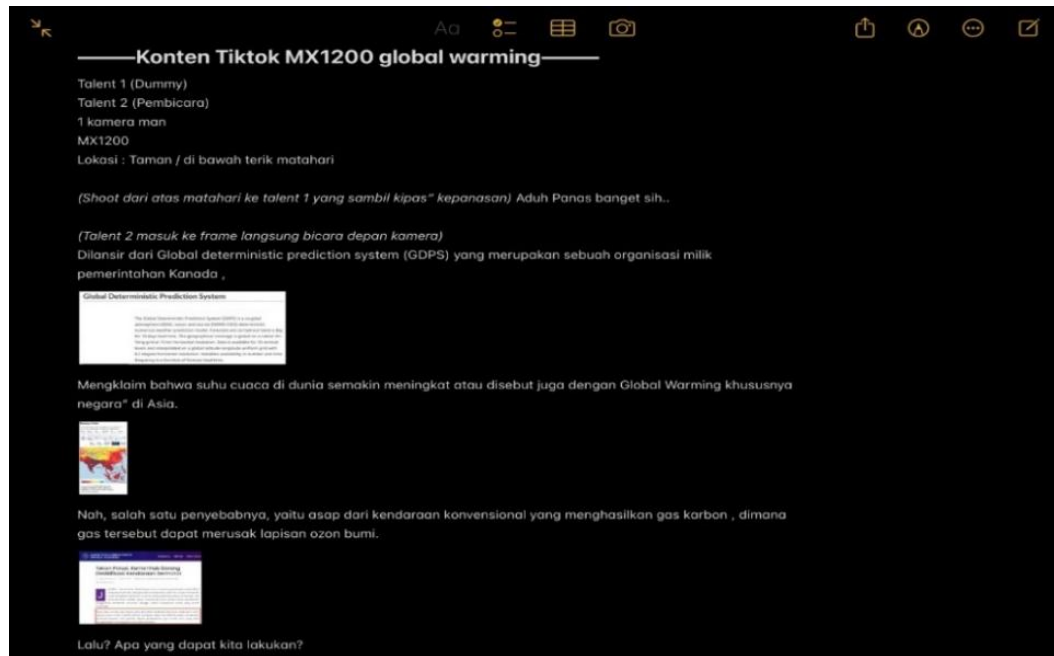 Aa
———Konten Tiktok MX1200 global warming———
Talent 1 (Dummy)
Talent 2 (Pembicara)
1 kamera man
MX1200
Lokasi : Taman / di bawah terik matahari
(Shoot dari atas matahari ke talent 1 yang sambil kipas" kepanasan) Aduh Panas banget sih..
(Talent 2 masuk ke frame langsung bicara depan kamera)
Dilansir dari Global deterministic prediction system (GDPS) yang merupakan sebuah organisasi milik
pemerintahan Kanada ,
Global Deterministic Prediction System
Mengklaim bahwa suhu cuaca di dunia semakin meningkat atau disebut juga dengan Global Warming khususnya
negara" di Asia.
Nah, salah satu penyebabnya, yaitu asap dari kendaraan konvensional yang menghasilkan gas karbon , dimana
gas tersebut dapat merusak lapisan ozon bumi.
Lalu? Apa yang dapat kita lakukan?